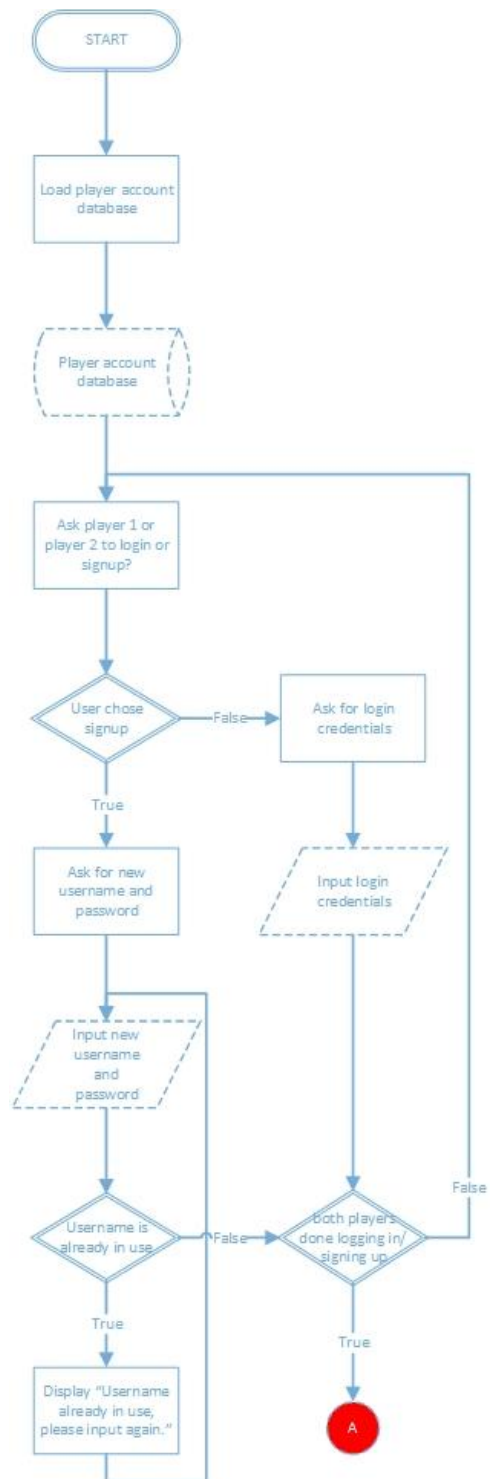 START
Load player account
database
Player account
database
Ask player 1 or
player 2 to login or
signup?
User chose
signup
False
Ask for login
credentials
True
Ask for new
username and
password
Input login
credentials
Input new
username
and
password
Username is
already in use
False
both players
done logging in/
signing up
False
True
True
Display “Username
already in use,
please input again.”
A